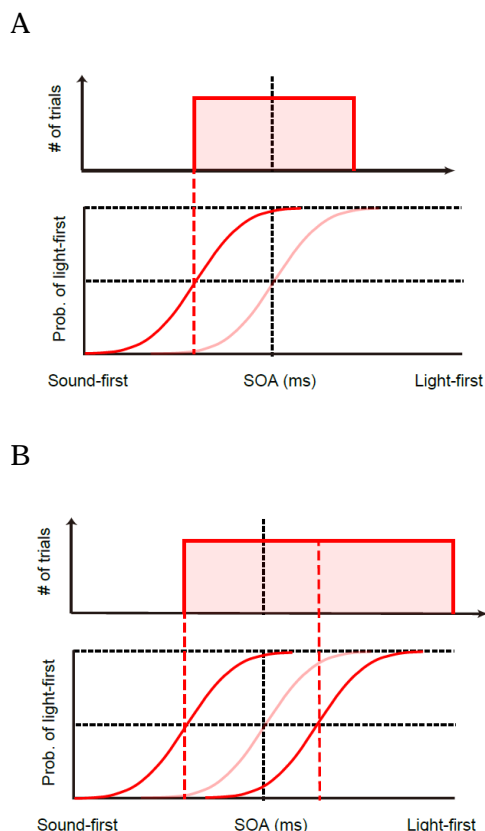 A
# of trials
Prob. of light-first
Sound-first SOA (ms) Light-first
B
# of trials
Prob. of light-first
Sound-first SOA (ms) Light-first